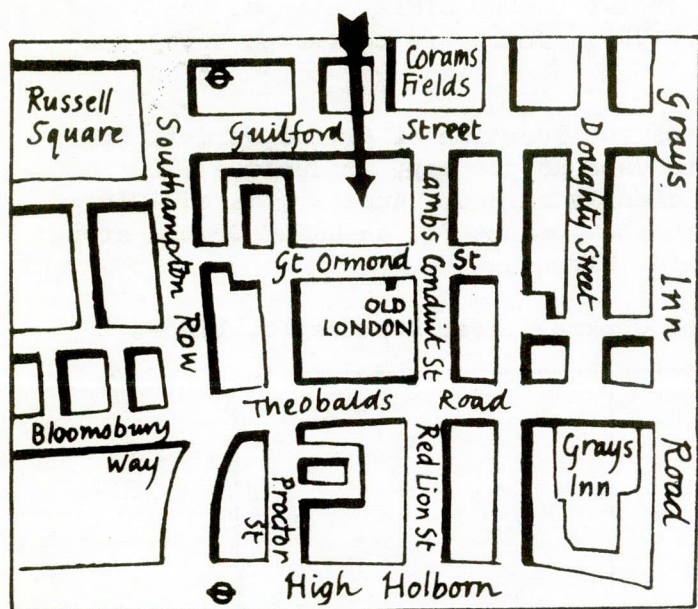 Corams
Fields
Russell
Square
Guilford Street
Grays Inn Road
Southampton Row
Doughty Street
Lambs Conduit St
Gt Ormond St
OLD
LONDON
Theobalds Road
Bloomsbury
Way
Red Lion St
Grays
Inn
Proctor
St
High Holborn